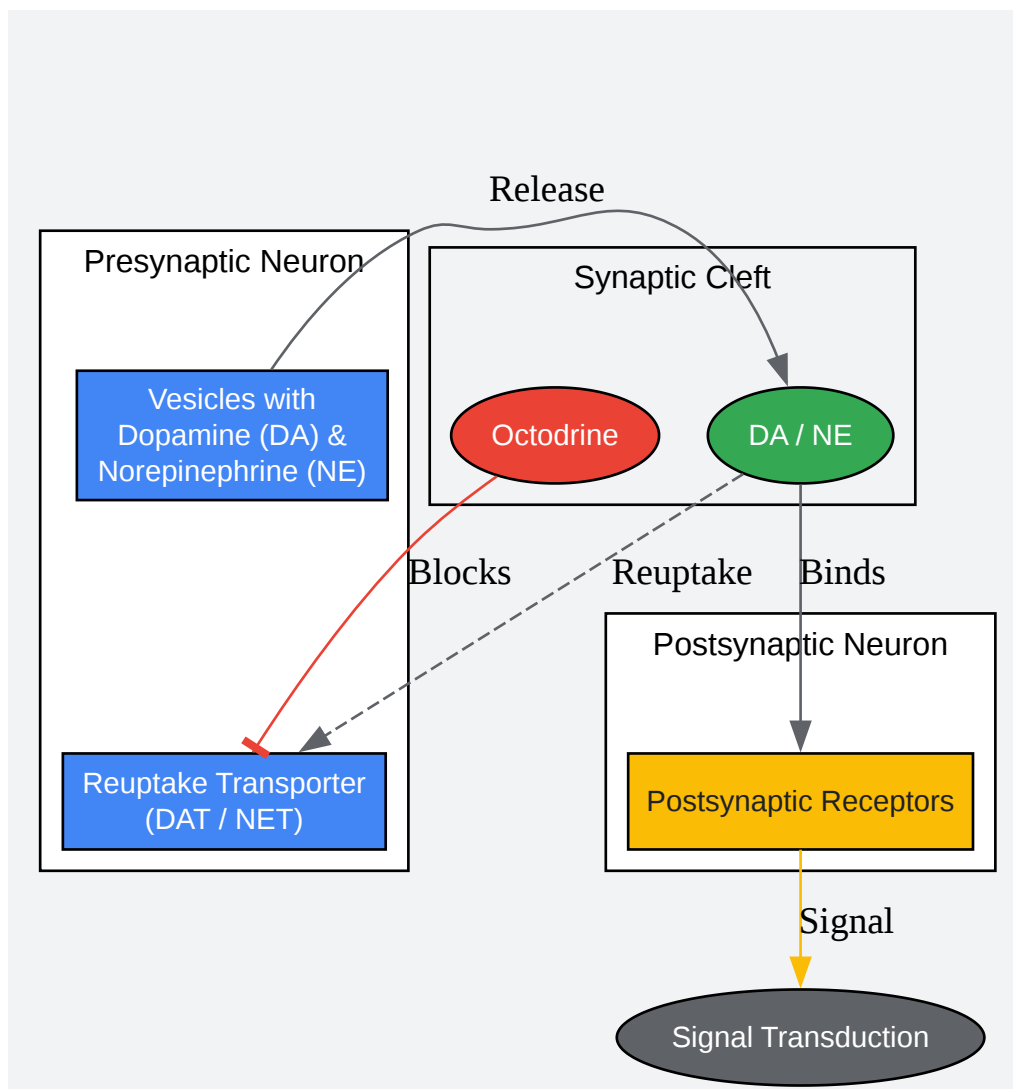 Release
Presynaptic Neuron
Synaptic Cleft
Vesicles with
Dopamine (DA) &
Norepinephrine (NE)
Octodrine
DA / NE
Blocks
Reuptake
Binds
Postsynaptic Neuron
Reuptake Transporter
(DAT / NET)
Postsynaptic Receptors
Signal
Signal Transduction